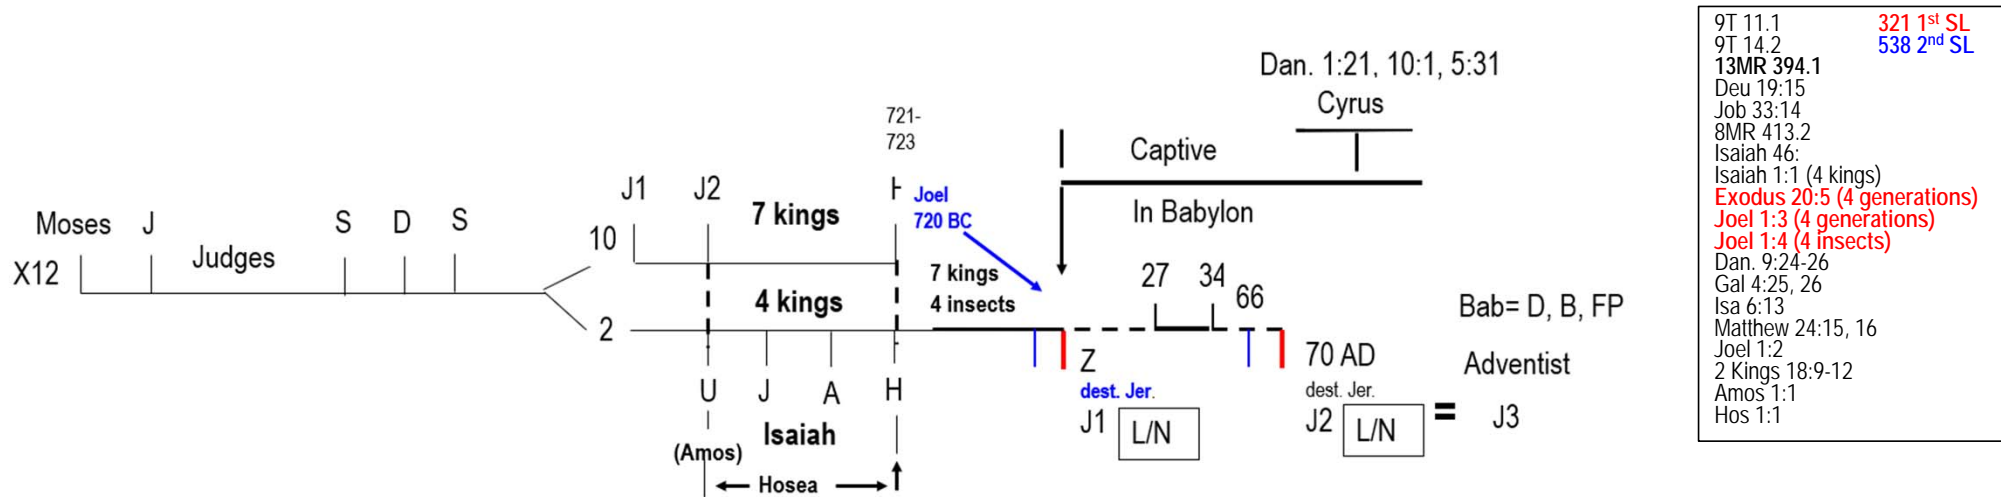 Moses J S D S
X12 Judges
10
2
J1 J2
7 kings
721-
723
Joel
720 BC
4 kings
7 kings
4 insects
U J A H
(Amos)
Isaiah
Hosea
Dan. 1:21, 10:1, 5:31
Cyrus
Captive
In Babylon
27 34
66
Z
dest. Jer.
J1 L/N
70 AD
dest. Jer.
J2 L/N = J3
Bab= D, B, FP
Adventist
9T 11.1 321 1st SL
9T 14.2 538 2nd SL
13MR 394.1
Deu 19:15
Job 33:14
8MR 413.2
Isaiah 46:
Isaiah 1:1 (4 kings)
Exodus 20:5 (4 generations)
Joel 1:3 (4 generations)
Joel 1:4 (4 insects)
Dan. 9:24-26
Gal 4:25, 26
Isa 6:13
Matthew 24:15, 16
Joel 1:2
2 Kings 18:9-12
Amos 1:1
Hos 1:1